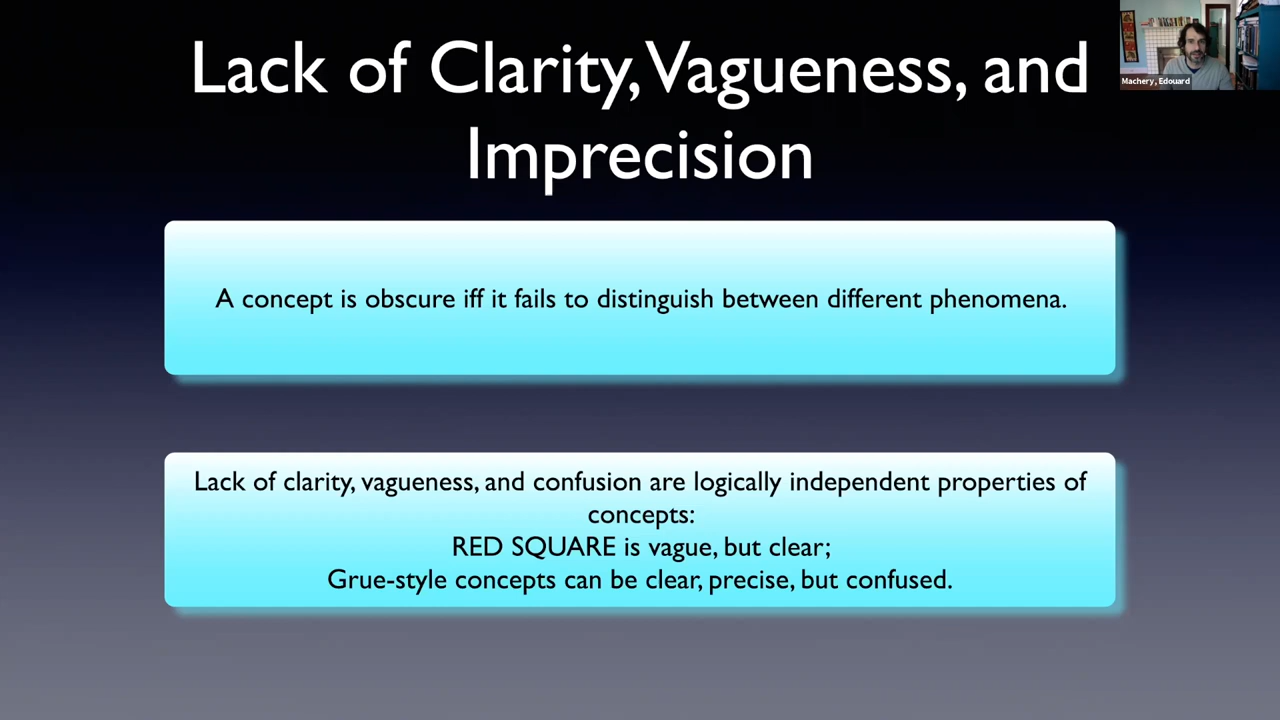 Lack of Clarity, Vagueness, and
Imprecision
Machery, Edouard
A concept is obscure iff it fails to distinguish between different phenomena.
Lack of clarity, vagueness, and confusion are logically independent properties of
concepts:
RED SQUARE is vague, but clear;
Grue-style concepts can be clear, precise, but confused.